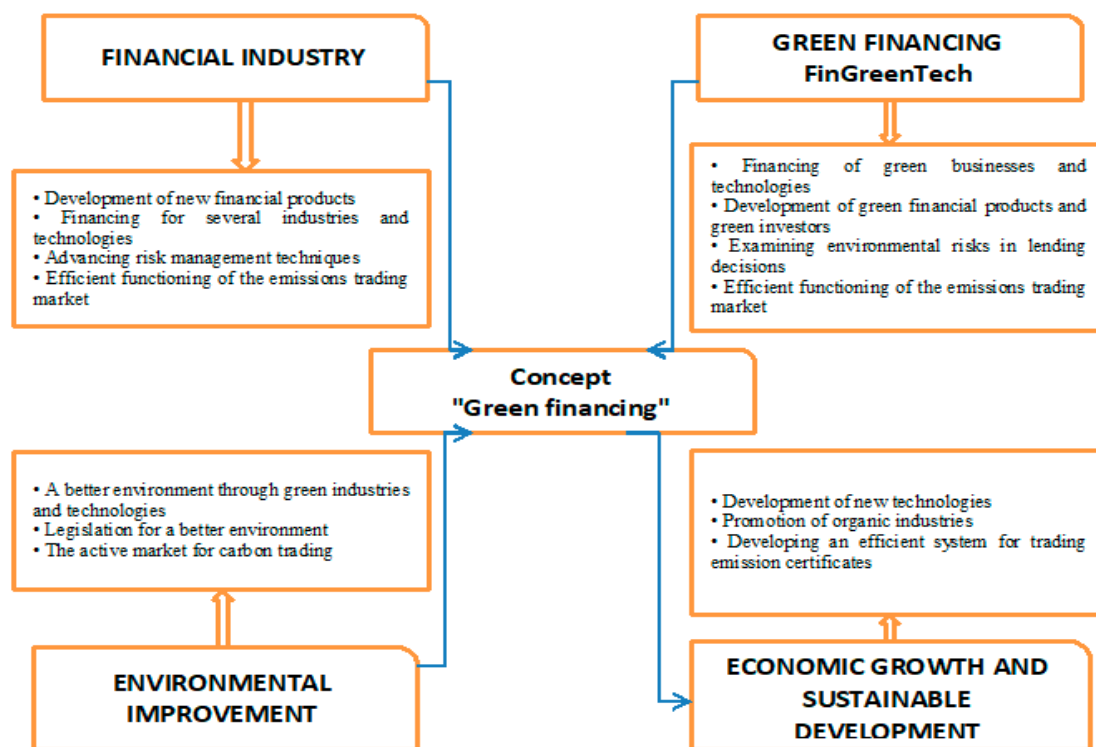 FINANCIAL INDUSTRY
GREEN FINANCING
FinGreenTech
• Development of new financial products
• Financing for several industries and
technologies
• Advancing risk management techniques
• Efficient functioning of the emissions trading
market
• Financing of green businesses and
technologies
• Development of green financial products and
green investors
• Examining environmental risks in lending
decisions
• Efficient functioning of the emissions trading
market
Concept
"Green financing"
• A better environment through green industries
and technologies
• Legislation for a better environment
• The active market for carbon trading
• Development of new technologies
• Promotion of organic industries
• Developing an efficient system for trading
emission certificates
ENVIRONMENTAL
IMPROVEMENT
ECONOMIC GROWTH AND
SUSTAINABLE
DEVELOPMENT